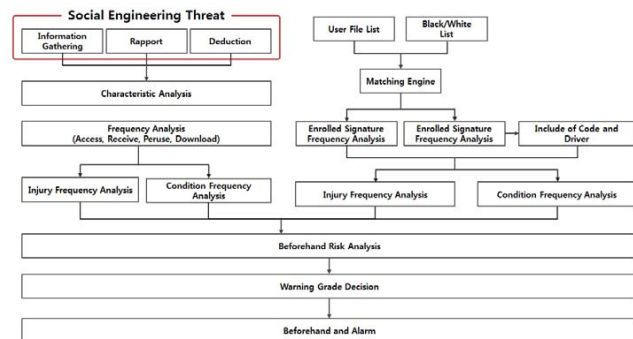 Social Engineering Threat
Information
Gathering
Rapport
Deduction
Characteristic Analysis
Frequency Analysis
(Access, Receive, Peruse, Download)
Injury Frequency Analysis
Condition Frequency
Analysis
User File List
Black/White
List
Matching Engine
Enrolled Signature
Frequency Analysis
Enrolled Signature
Frequency Analysis
Include of Code and
Driver
Injury Frequency Analysis
Condition Frequency Analysis
Beforehand Risk Analysis
Warning Grade Decision
Beforehand and Alarm